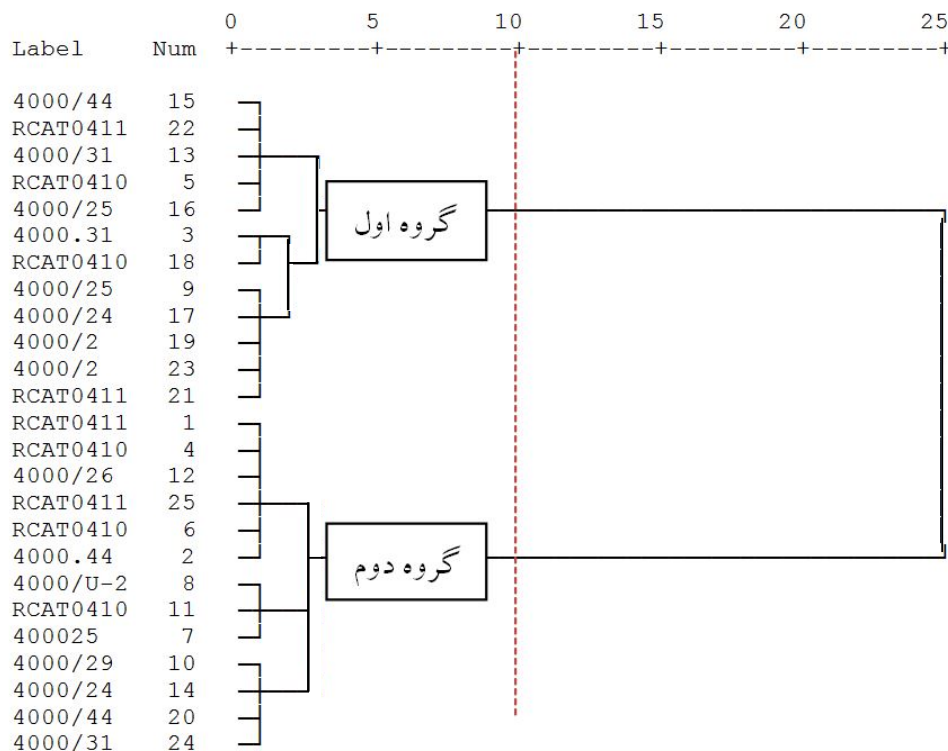 0 5 10 15 20 25
Label Num +---------+---------+---------+---------+---------+
4000/44 15
RCAT0411 22
4000/31 13
RCAT0410 5
4000/25 16
گروه اول
4000.31 3
RCAT0410 18
4000/25 9
4000/24 17
4000/2 19
4000/2 23
RCAT0411 21
RCAT0411 1
RCAT0410 4
4000/26 12
RCAT0411 25
RCAT0410 6
4000.44 2
گروه دوم
4000/U-2 8
RCAT0410 11
400025 7
4000/29 10
4000/24 14
4000/44 20
4000/31 24